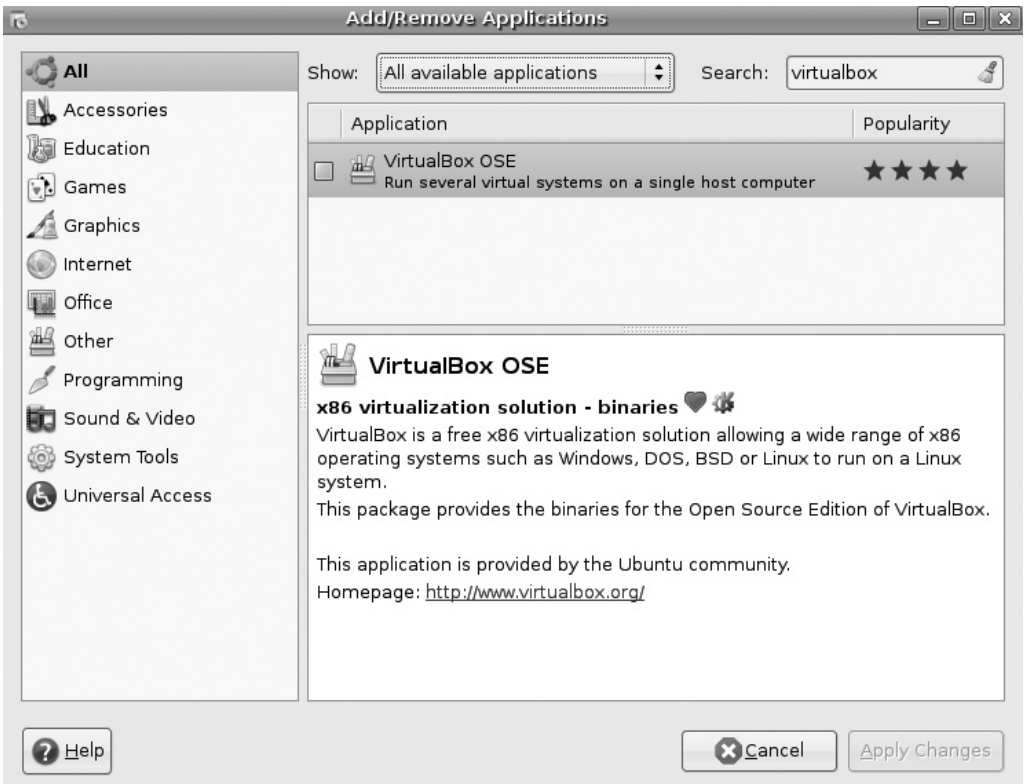 Add/Remove Applications
All
Accessories
Education
Games
Graphics
Internet
Office
Other
Programming
Sound & Video
System Tools
Universal Access
Show: All available applications Search: virtualbox
Application Popularity
VirtualBox OSE
Run several virtual systems on a single host computer
VirtualBox OSE
x86 virtualization solution - binaries
VirtualBox is a free x86 virtualization solution allowing a wide range of x86
operating systems such as Windows, DOS, BSD or Linux to run on a Linux
system.
This package provides the binaries for the Open Source Edition of VirtualBox.
This application is provided by the Ubuntu community.
Homepage: http://www.virtualbox.org/
Help Cancel Apply Changes